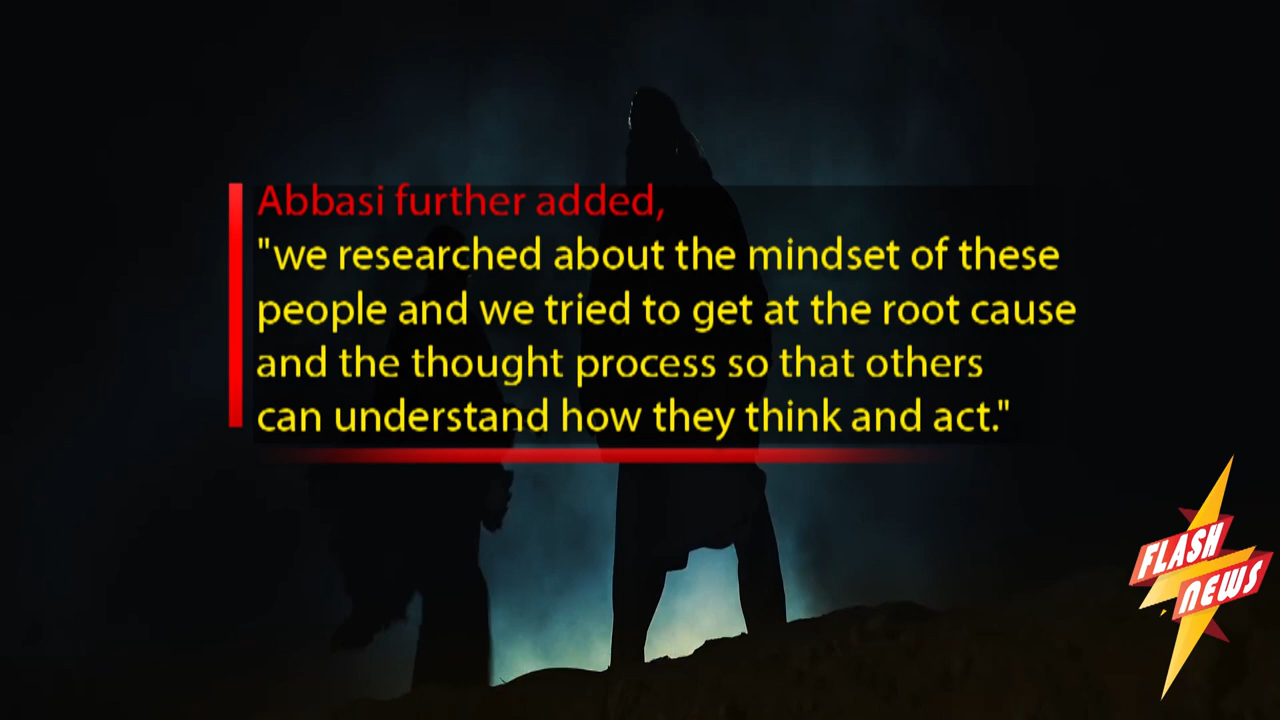 Abbasi further added,
"we researched about the mindset of these
people and we tried to get at the root cause
and the thought process so that others
can understand how they think and act."
FLASH
NEWS